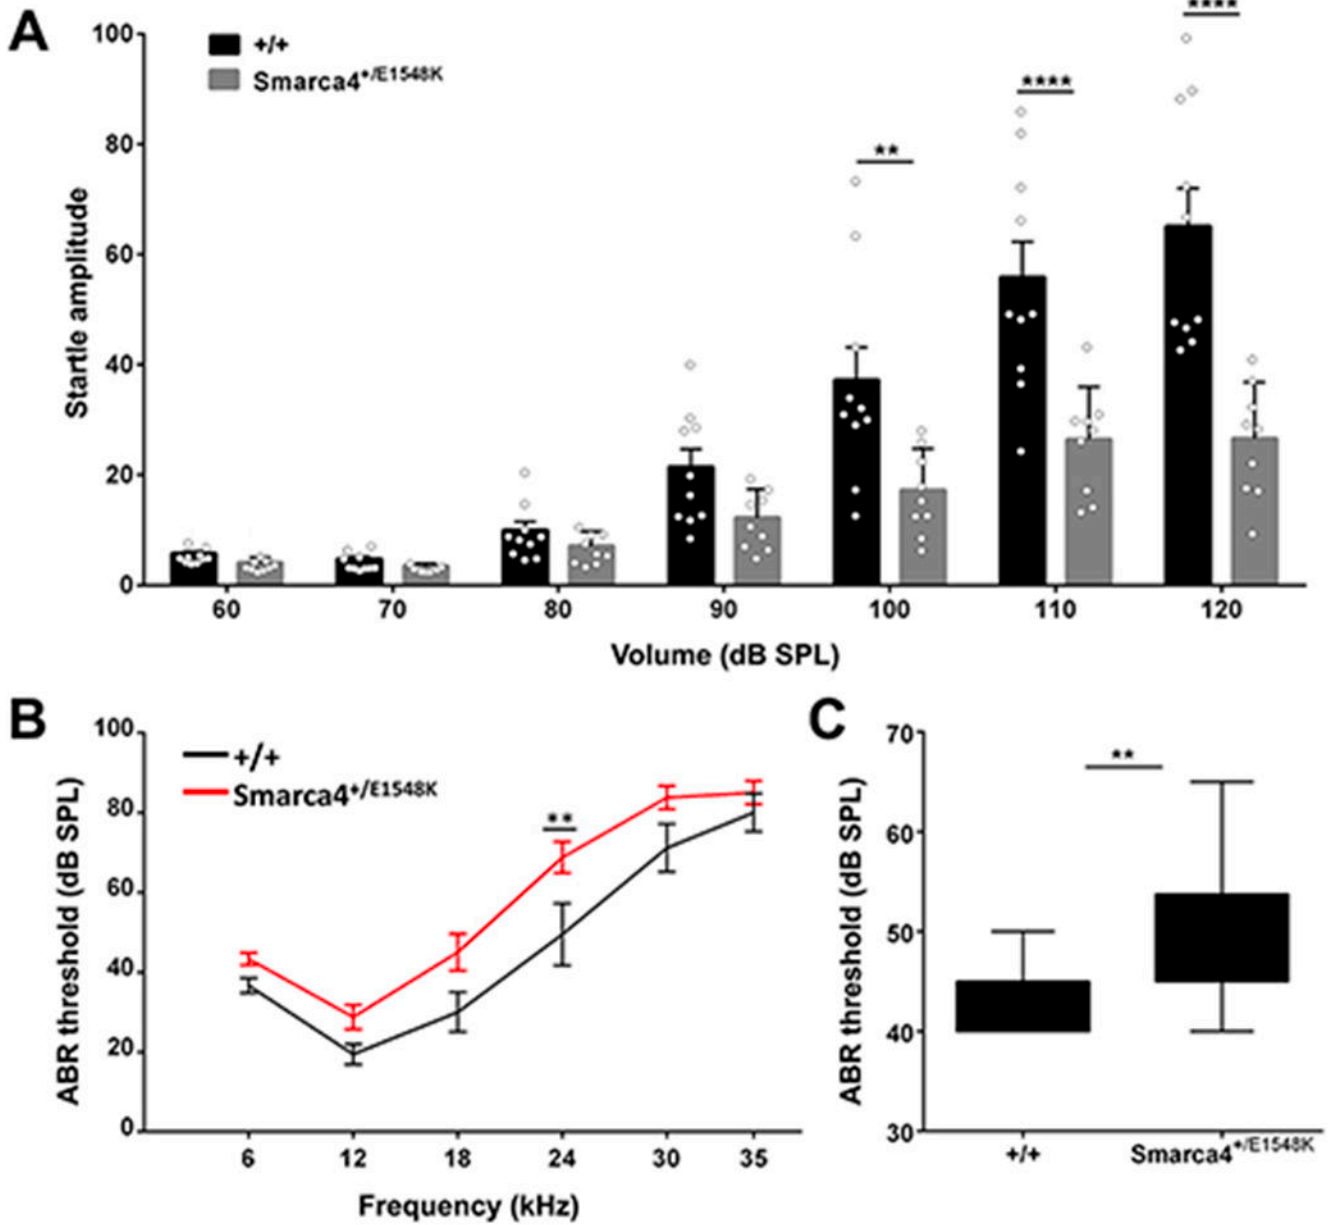 A
****
100
+/+
Smarca4+/E1548K
****
80
**
Startle amplitude
60
40
20
0
60 70 80 90 100 110 120
Volume (dB SPL)
B
100
+/+
Smarca4+/E1548K
80
**
60
ABR threshold (dB SPL)
40
20
0
6 12 18 24 30 35
Frequency (kHz)
C
70
**
60
ABR threshold (dB SPL)
50
40
30
+/+ Smarca4+/E1548K